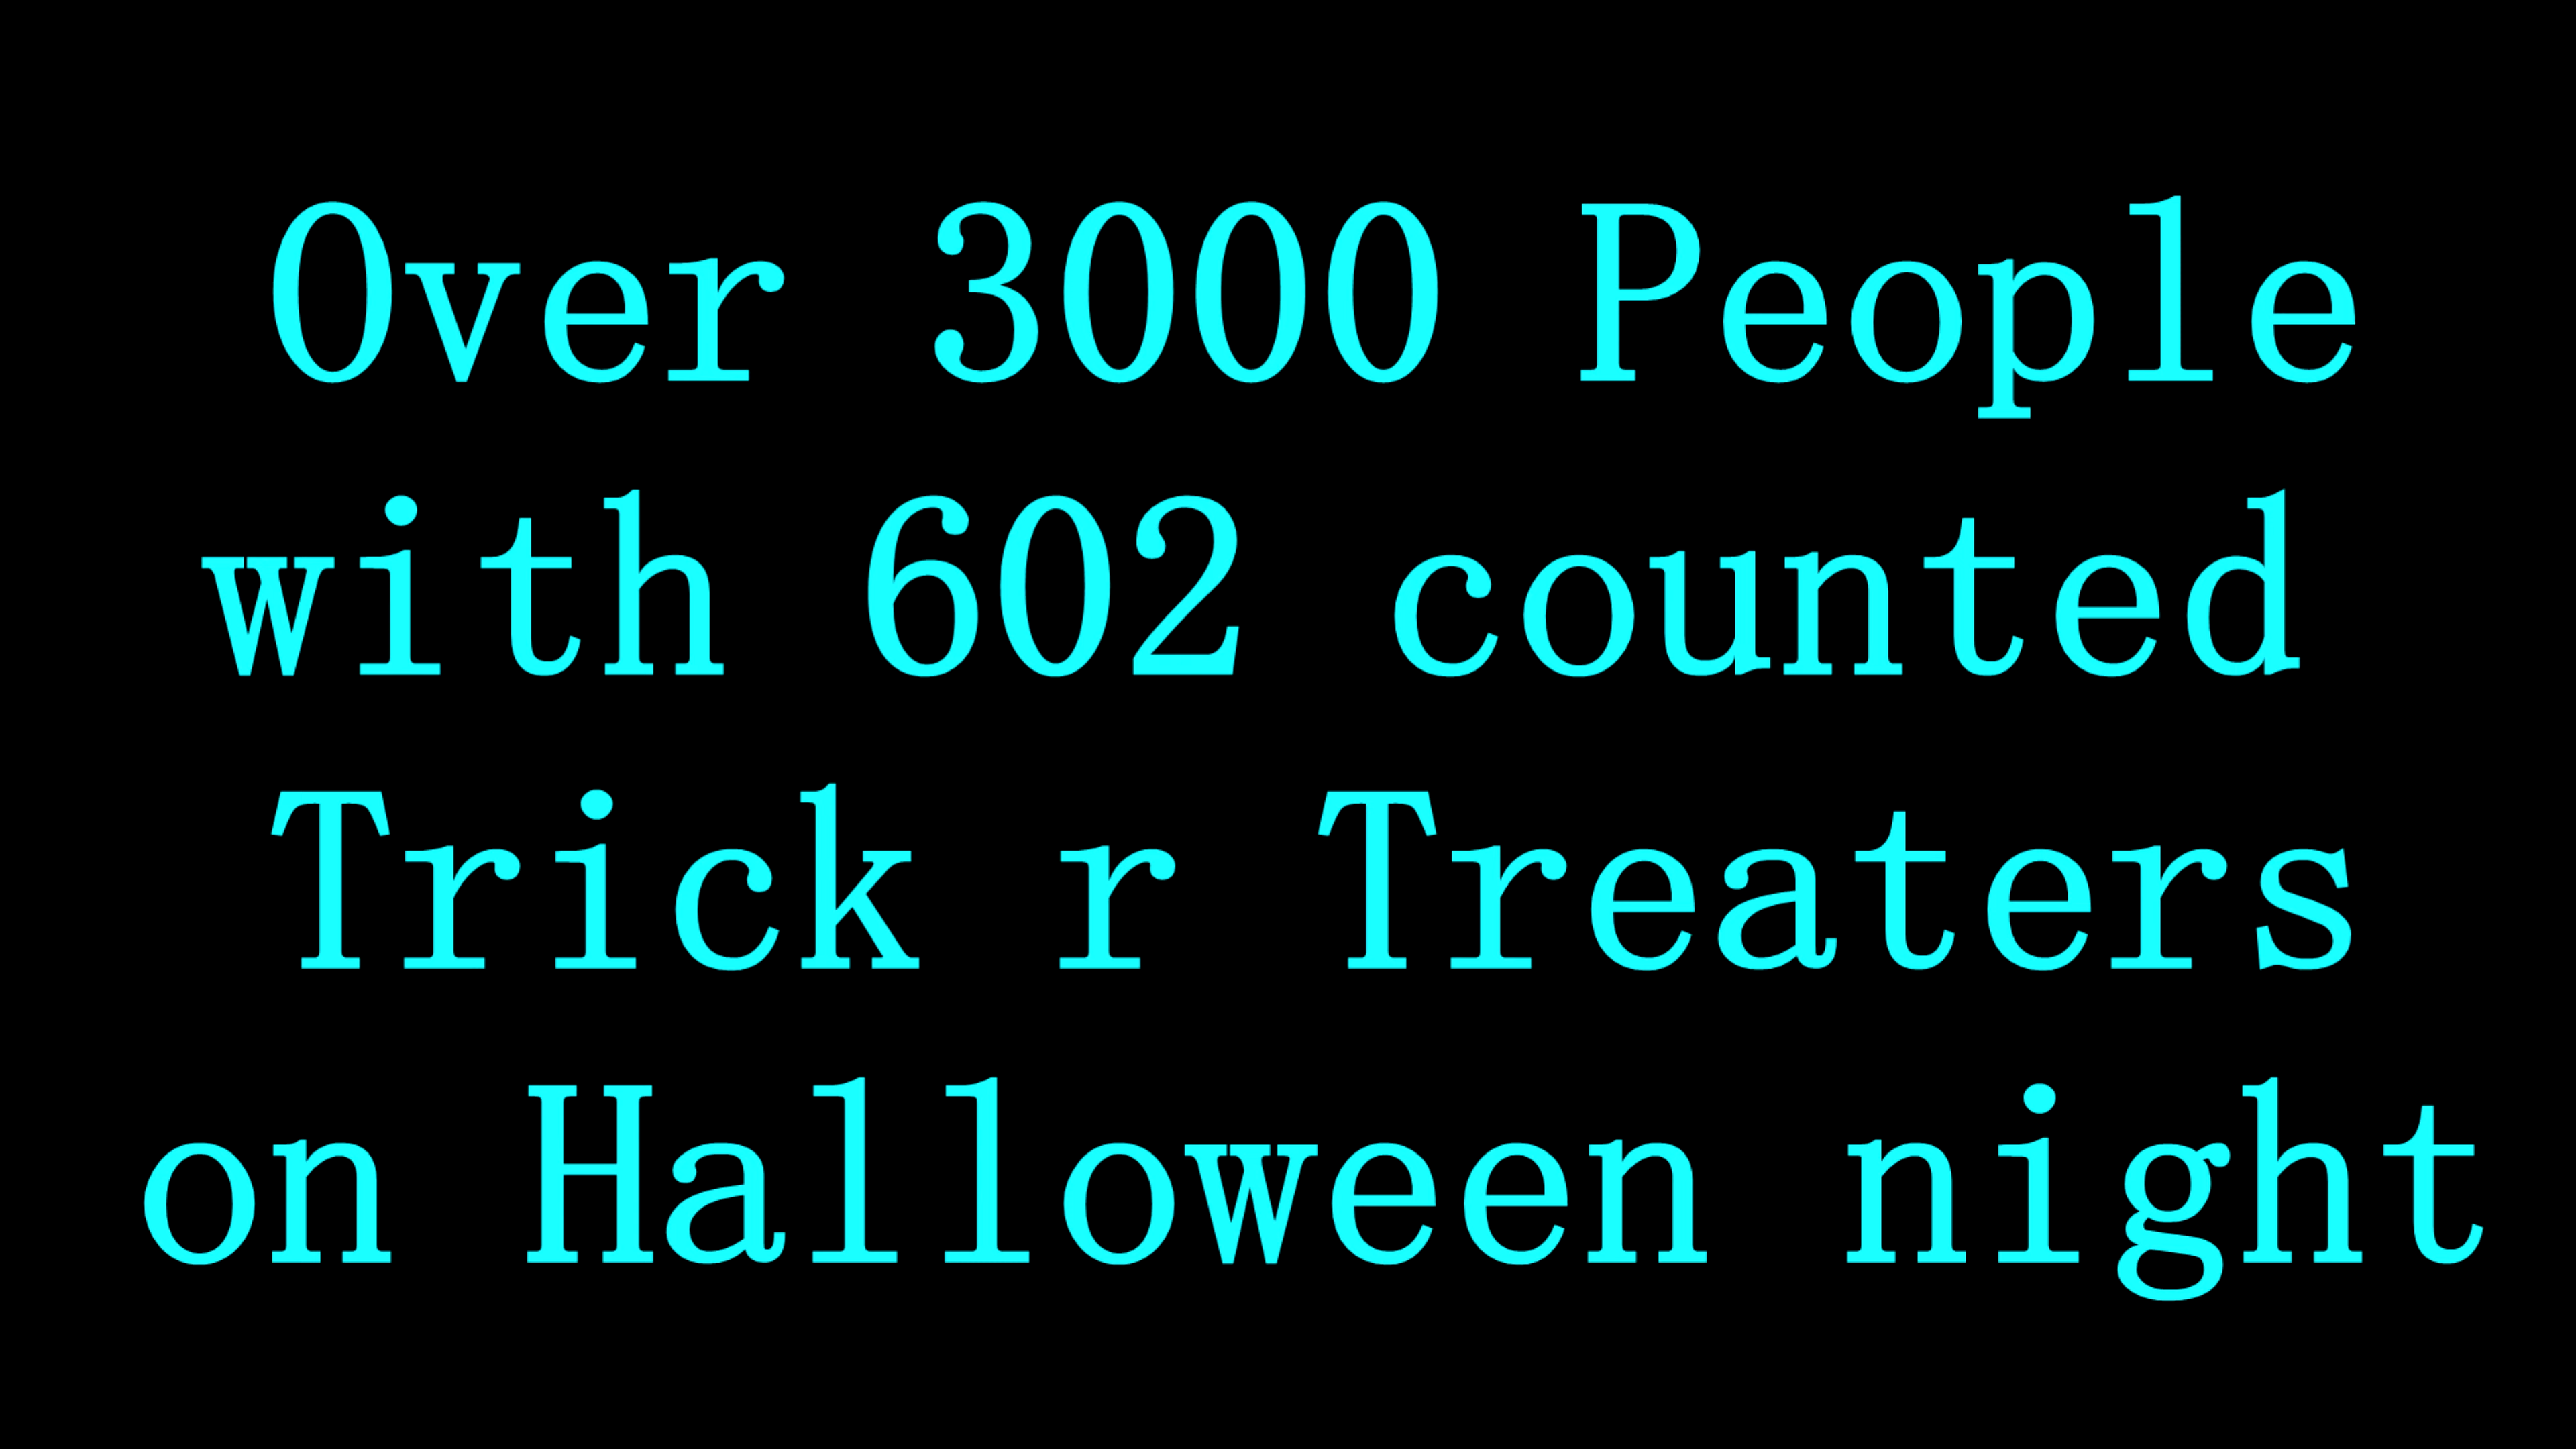 Over 3000 People
with 602 counted
Trick r Treaters
on Halloween night